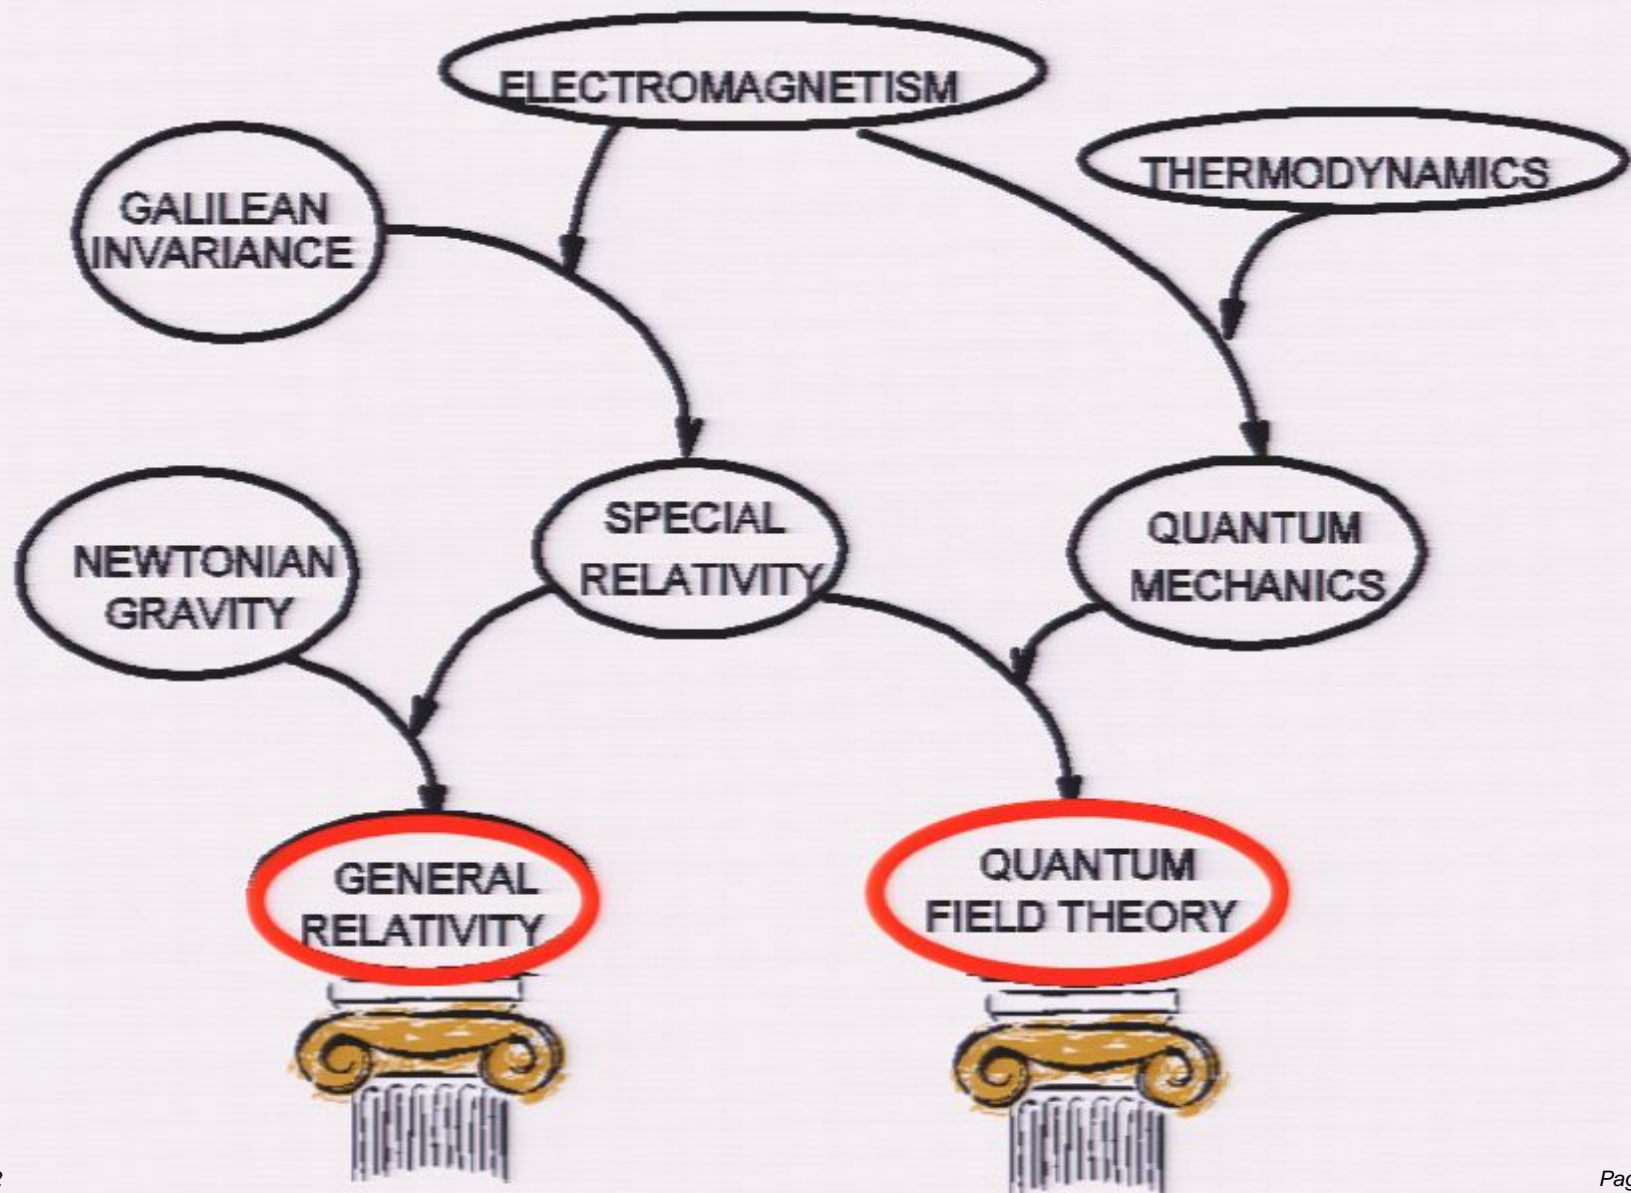 ELECTROMAGNETISM
THERMODYNAMICS
GALILEAN
INVARIANCE
SPECIAL
RELATIVITY
QUANTUM
MECHANICS
NEWTONIAN
GRAVITY
GENERAL
RELATIVITY
QUANTUM
FIELD THEORY